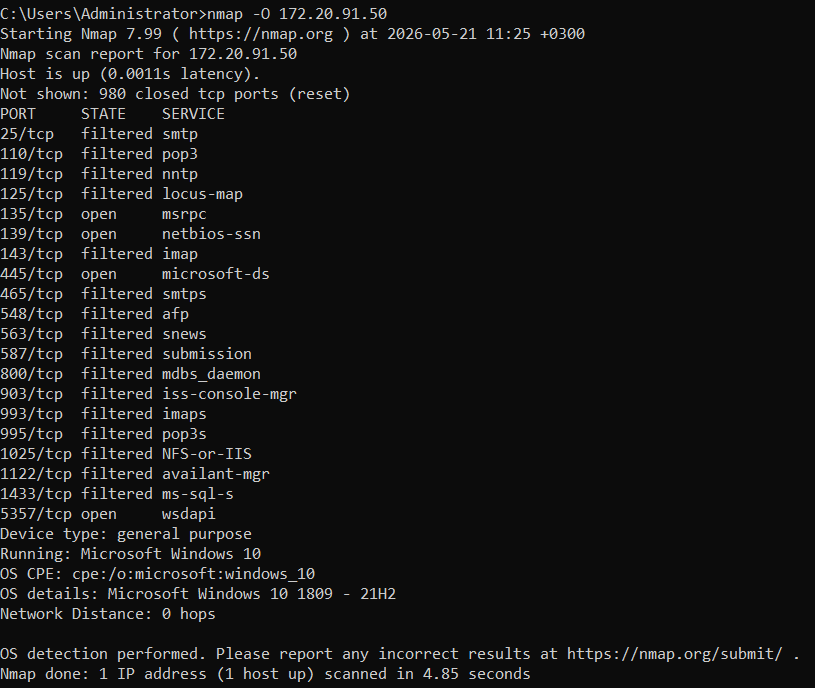 C:\Users\Administrator>nmap -O 172.20.91.50
Starting Nmap 7.99 ( https://nmap.org ) at 2026-05-21 11:25 +0300
Nmap scan report for 172.20.91.50
Host is up (0.0011s latency).
Not shown: 980 closed tcp ports (reset)
PORT     STATE    SERVICE
25/tcp   filtered smtp
110/tcp  filtered pop3
119/tcp  filtered nntp
125/tcp  filtered locus-map
135/tcp  open     msrpc
139/tcp  open     netbios-ssn
143/tcp  filtered imap
445/tcp  open     microsoft-ds
465/tcp  filtered smtps
548/tcp  filtered afp
563/tcp  filtered snews
587/tcp  filtered submission
800/tcp  filtered mdbs_daemon
903/tcp  filtered iss-console-mgr
993/tcp  filtered imaps
995/tcp  filtered pop3s
1025/tcp filtered NFS-or-IIS
1122/tcp filtered availant-mgr
1433/tcp filtered ms-sql-s
5357/tcp open     wsdapi
Device type: general purpose
Running: Microsoft Windows 10
OS CPE: cpe:/o:microsoft:windows_10
OS details: Microsoft Windows 10 1809 - 21H2
Network Distance: 0 hops

OS detection performed. Please report any incorrect results at https://nmap.org/submit/ .
Nmap done: 1 IP address (1 host up) scanned in 4.85 seconds